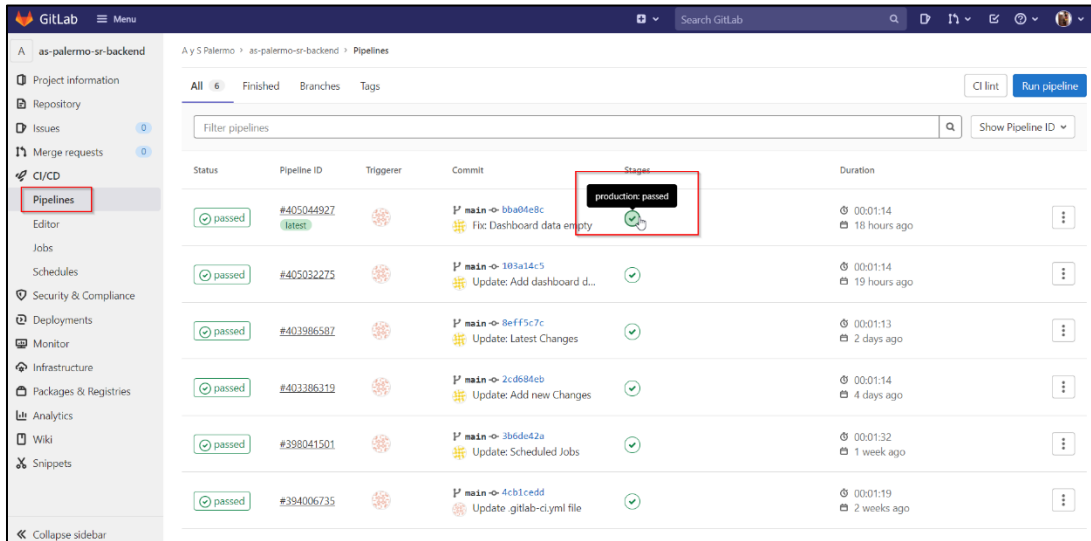 GitLab Menu Search GitLab
A as-palermo-sr-backend
A y S Palermo > as-palermo-sr-backend > Pipelines
Project information
Repository
Issues 0
Merge requests 0
CI/CD
Pipelines
Editor
Jobs
Schedules
Security & Compliance
Deployments
Monitor
Infrastructure
Packages & Registries
Analytics
Wiki
Snippets
Collapse sidebar
All 6 Finished Branches Tags
CI lint Run pipeline
Filter pipelines Show Pipeline ID
Status Pipeline ID Triggerer Commit Stages Duration
production: passed
passed #405044927 main bba04e8c 00:01:14
latest Fix: Dashboard data empty 18 hours ago
passed #405032275 main 103a14c5 00:01:14
Update: Add dashboard d... 19 hours ago
passed #403986587 main 8eff5c7c 00:01:13
Update: Latest Changes 2 days ago
passed #403386319 main 2cd684eb 00:01:14
Update: Add new Changes 4 days ago
passed #398041501 main 3b6de42a 00:01:32
Update: Scheduled Jobs 1 week ago
passed #394006735 main 4cb1cedd 00:01:19
Update .gitlab-ci.yml file 2 weeks ago